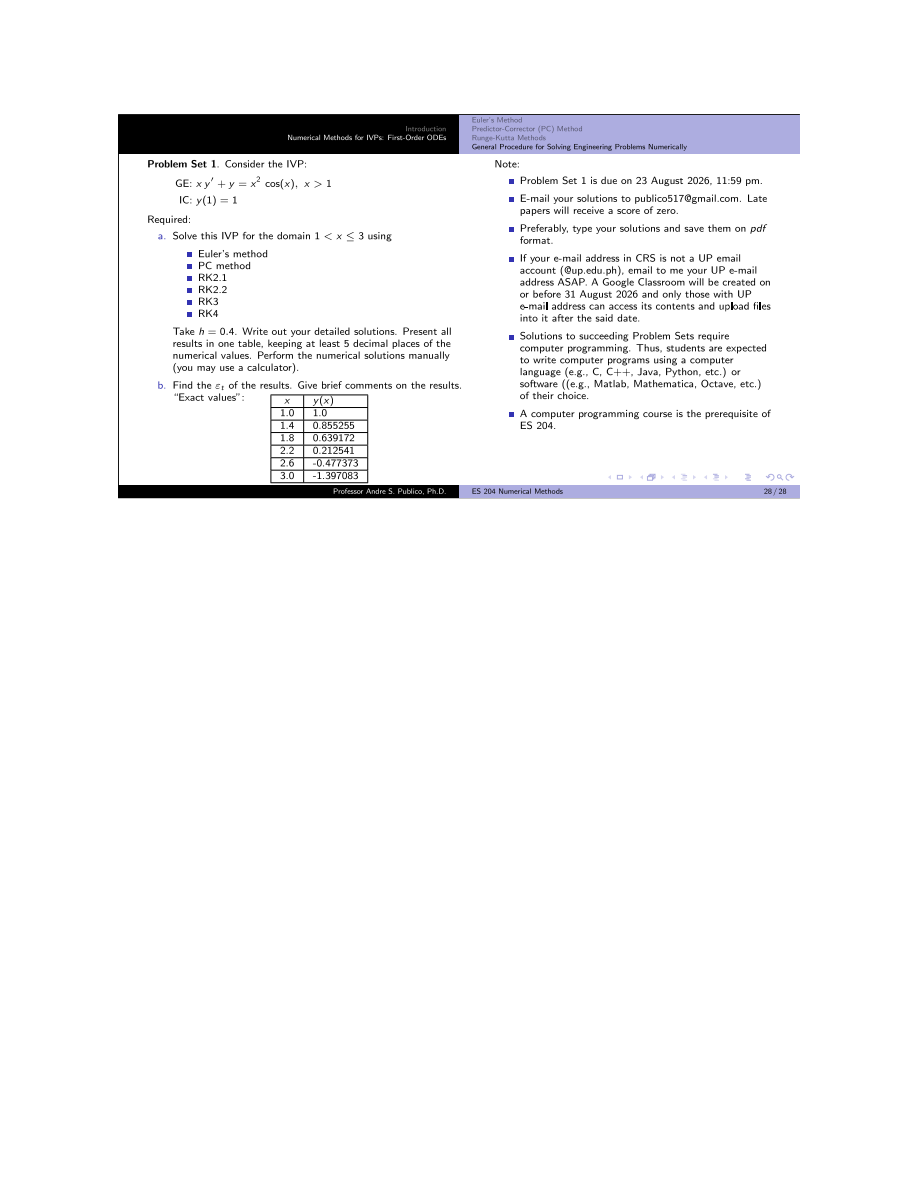 Introduction
Numerical Methods for IVPs: First-Order ODEs
Euler's Method
Predictor-Corrector (PC) Method
Runge-Kutta Methods
General Procedure for Solving Engineering Problems Numerically
Problem Set 1. Consider the IVP:
GE: x y′ + y = x² cos(x), x > 1
IC: y(1) = 1
Required:
a. Solve this IVP for the domain 1 < x ≤ 3 using
Euler's method
PC method
RK2.1
RK2.2
RK3
RK4
Take h = 0.4. Write out your detailed solutions. Present all
results in one table, keeping at least 5 decimal places of the
numerical values. Perform the numerical solutions manually
(you may use a calculator).
b. Find the εt of the results. Give brief comments on the results.
“Exact values”:
x y(x)
1.0 1.0
1.4 0.855255
1.8 0.639172
2.2 0.212541
2.6 -0.477373
3.0 -1.397083
Note:
Problem Set 1 is due on 23 August 2026, 11:59 pm.
E-mail your solutions to publico517@gmail.com. Late
papers will receive a score of zero.
Preferably, type your solutions and save them on pdf
format.
If your e-mail address in CRS is not a UP email
account (@up.edu.ph), email to me your UP e-mail
address ASAP. A Google Classroom will be created on
or before 31 August 2026 and only those with UP
e-mail address can access its contents and upload files
into it after the said date.
Solutions to succeeding Problem Sets require
computer programming. Thus, students are expected
to write computer programs using a computer
language (e.g., C, C++, Java, Python, etc.) or
software ((e.g., Matlab, Mathematica, Octave, etc.)
of their choice.
A computer programming course is the prerequisite of
ES 204.
Professor Andre S. Publico, Ph.D.
ES 204 Numerical Methods
28 / 28